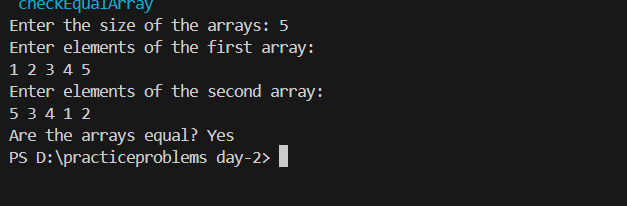 checkEqualArray
Enter the size of the arrays: 5
Enter elements of the first array:
1 2 3 4 5
Enter elements of the second array:
5 3 4 1 2
Are the arrays equal? Yes
PS D:\practiceproblems day-2>